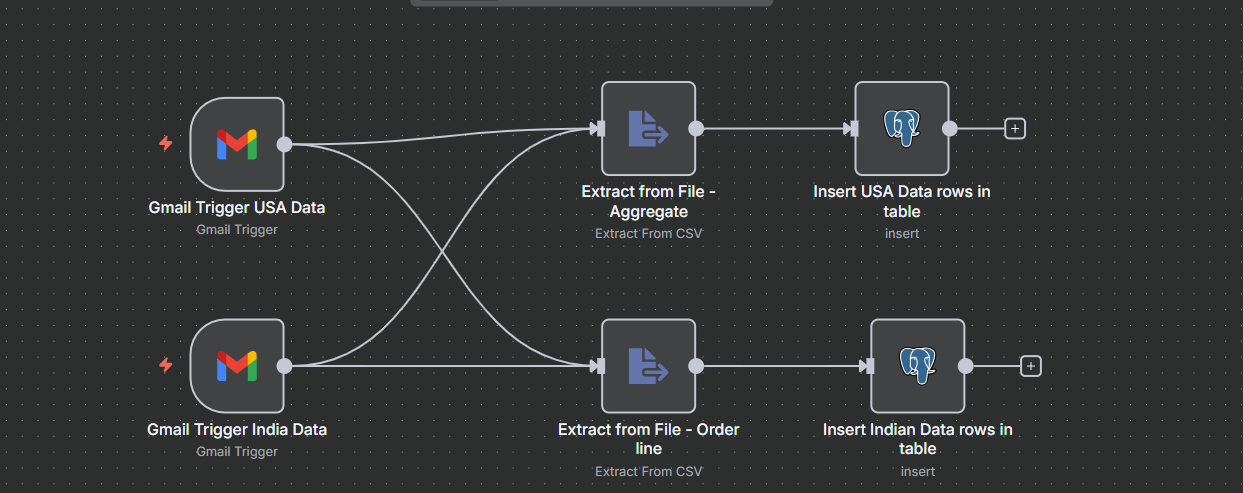 Gmail Trigger USA Data
Gmail Trigger
Extract from File -
Aggregate
Extract From CSV
Insert USA Data rows in
table
insert
Gmail Trigger India Data
Gmail Trigger
Extract from File - Order
line
Extract From CSV
Insert Indian Data rows in
table
insert